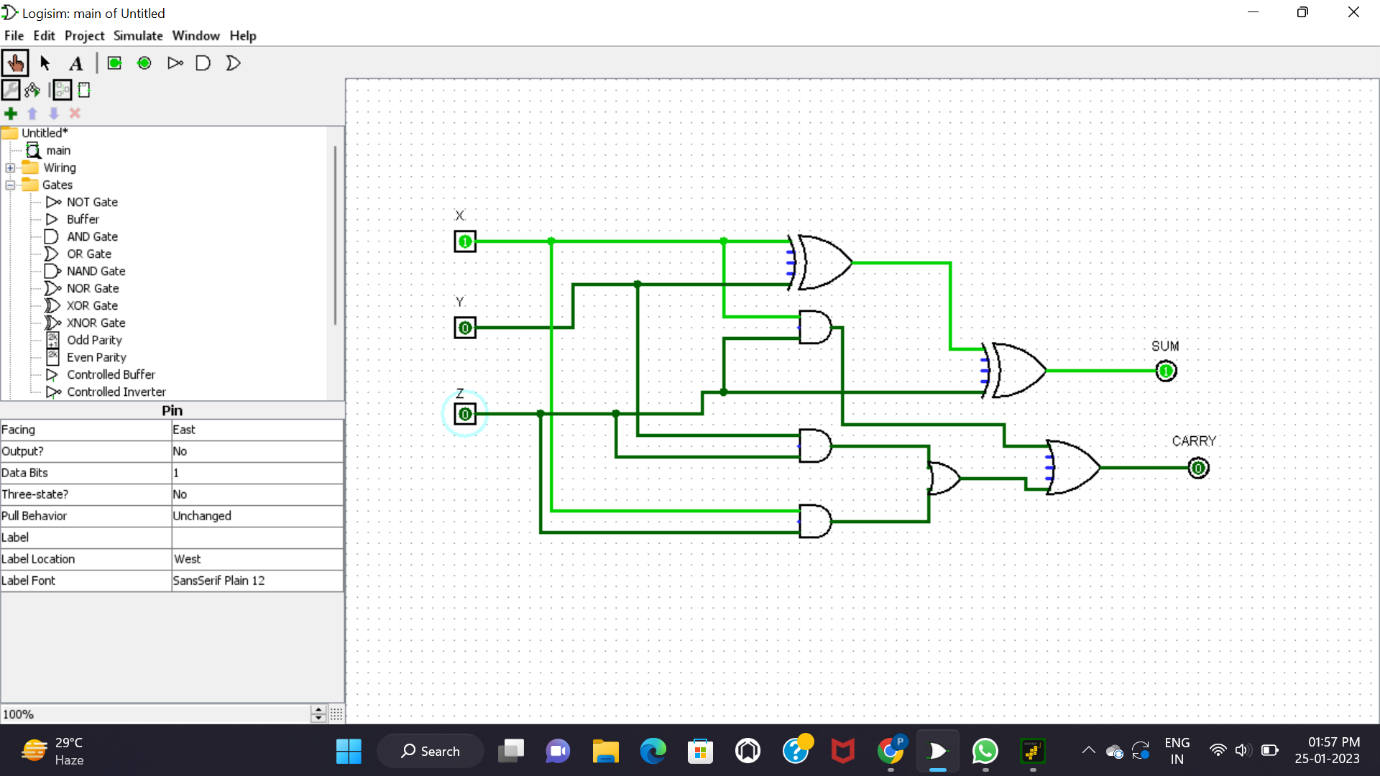 Logisim: main of Untitled
File Edit Project Simulate Window Help
A
Untitled*
main
Wiring
Gates
NOT Gate
Buffer
AND Gate
OR Gate
NAND Gate
NOR Gate
XOR Gate
XNOR Gate
Odd Parity
Even Parity
Controlled Buffer
Controlled Inverter
Pin
Facing East
Output? No
Data Bits 1
Three-state? No
Pull Behavior Unchanged
Label
Label Location West
Label Font SansSerif Plain 12
100%
X
1
Y
0
Z
0
SUM
1
CARRY
0
29°C
Haze
Search
P
ENG
IN
01:57 PM
25-01-2023